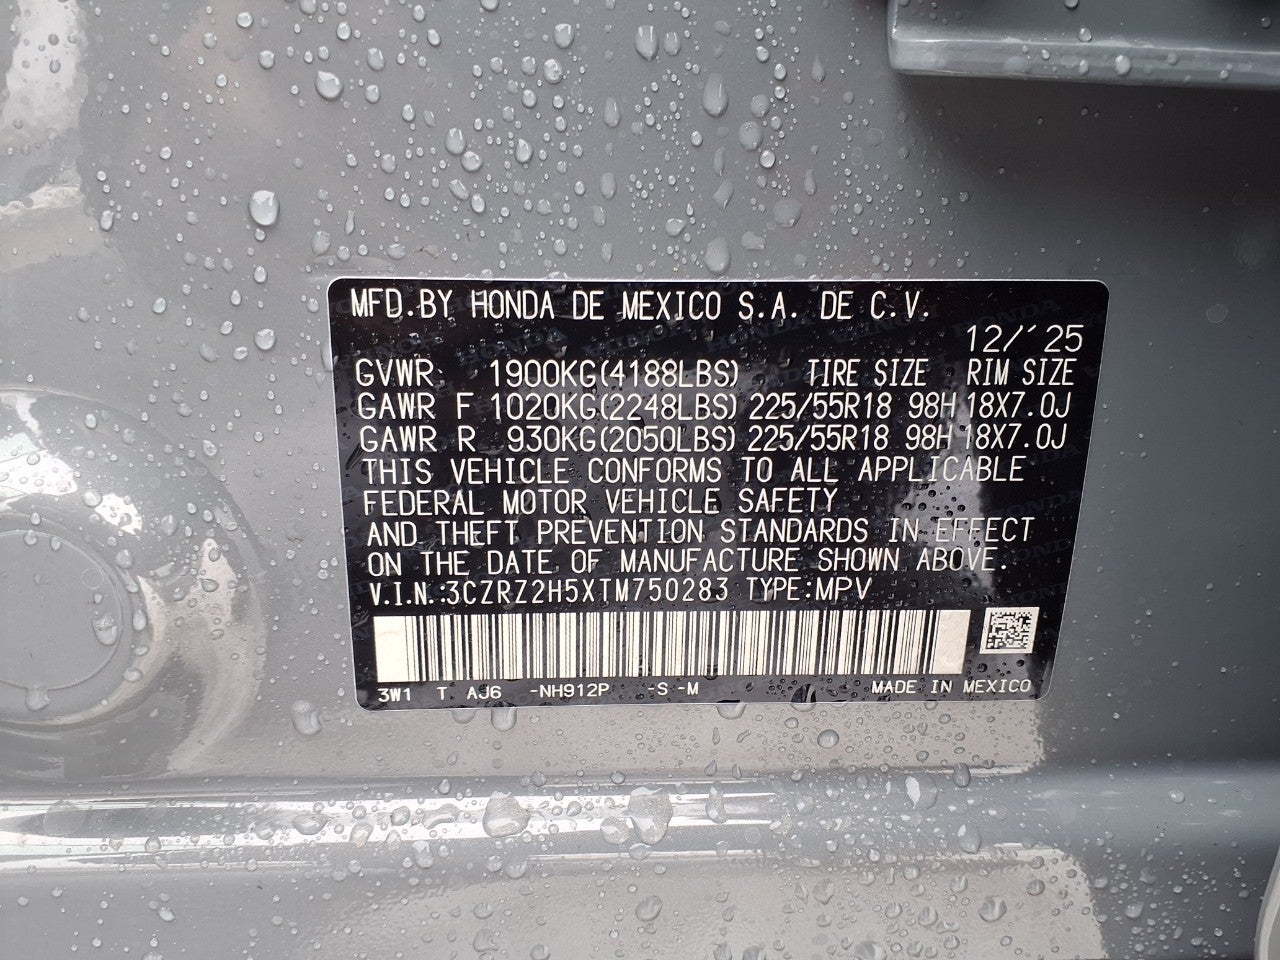 MFD.BY HONDA DE MEXICO S.A. DE C.V.
12/'25
GVWR 1900KG(4188LBS) TIRE SIZE RIM SIZE
GAWR F 1020KG(2248LBS) 225/55R18 98H 18X7.0J
GAWR R 930KG(2050LBS) 225/55R18 98H 18X7.0J
THIS VEHICLE CONFORMS TO ALL APPLICABLE
FEDERAL MOTOR VEHICLE SAFETY
AND THEFT PREVENTION STANDARDS IN EFFECT
ON THE DATE OF MANUFACTURE SHOWN ABOVE.
V.I.N.:3CZRZ2H5XTM750283 TYPE:MPV
3W1 T AJ6 -NH912P -S -M MADE IN MEXICO